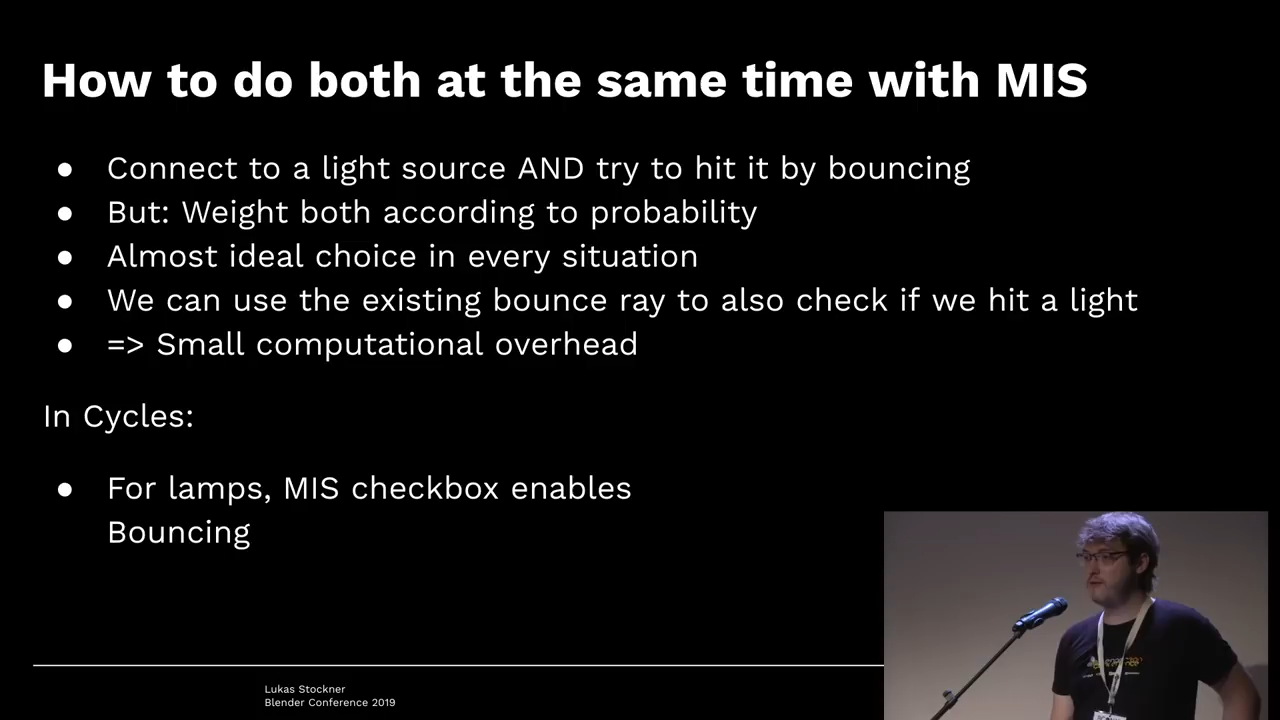 How to do both at the same time with MIS
● Connect to a light source AND try to hit it by bouncing
● But: Weight both according to probability
● Almost ideal choice in every situation
● We can use the existing bounce ray to also check if we hit a light
● => Small computational overhead
In Cycles:
● For lamps, MIS checkbox enables
Bouncing
Lukas Stockner
Blender Conference 2019